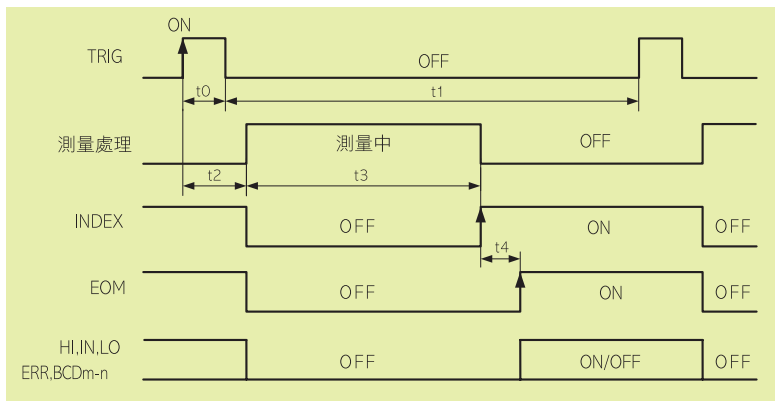 ON
TRIG
OFF
t0
t1
測量處理
測量中
OFF
t2
t3
INDEX
OFF
ON
OFF
t4
EOM
OFF
ON
OFF
HI,IN,LO
ERR,BCDm-n
OFF
ON/OFF
OFF